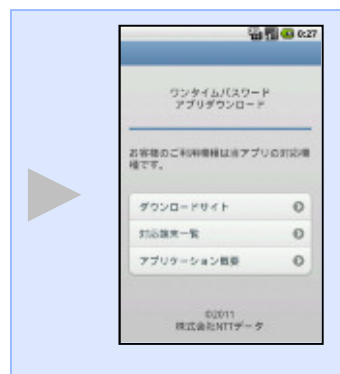 0:27
ワンタイムパスワード
アプリダウンロード
お客様のご利用機種は当アプリの対応機
種です。
ダウンロードサイト
対応端末一覧
アプリケーション概要
©2011
株式会社NTTデータ